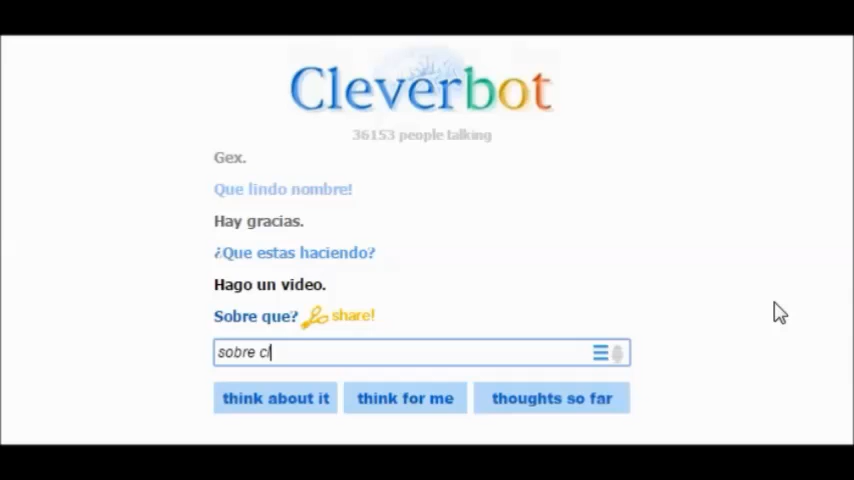 Cleverbot
36153 people talking
Gex.
Que lindo nombre!
Hay gracias.
¿Que estas haciendo?
Hago un video.
Sobre que? share!
sobre cl
think about it think for me thoughts so far